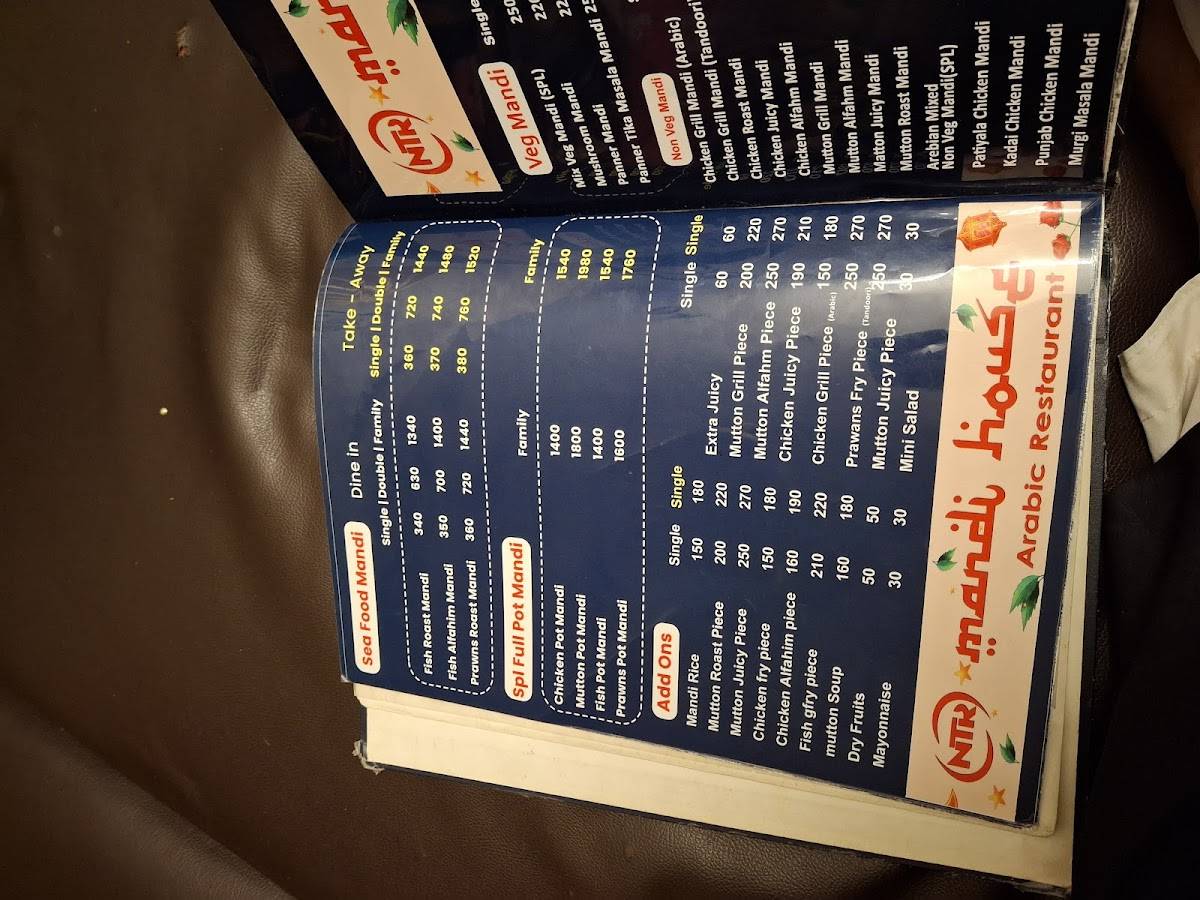 Dine in Take - Away
Sea Food Mandi Single | Double | Family Single | Double | Family
Fish Roast Mandi 340 630 1340 360 720 1440
Fish Alfahim Mandi 350 700 1400 370 740 1480
Prawns Roast Mandi 360 720 1440 380 760 1520
Spl Full Pot Mandi Family Family
Chicken Pot Mandi 1400 1540
Mutton Pot Mandi 1800 1980
Fish Pot Mandi 1400 1540
Prawns Pot Mandi 1600 1760
Add Ons Single Single Single Single
Mandi Rice 150 180 Extra Juicy 60 60
Mutton Roast Piece 200 220 Mutton Grill Piece 200 220
Mutton Juicy Piece 250 270 Mutton Alfahm Piece 250 270
Chicken fry piece 150 180 Chicken Juicy Piece 190 210
Chicken Alfahim piece 160 190 Chicken Grill Piece (Arabic) 150 180
Fish gfry piece 210 220 Prawans Fry Piece (Tandoori) 250 270
mutton Soup 160 180 Mutton Juicy Piece 250 270
Dry Fruits 50 50 Mini Salad 30 30
Mayonnaise 30 30
NTR mandi house
Arabic Restaurant
NTR
Veg Mandi Single
Mix Veg Mandi (SPL)
Mushroom Mandi
Panner Mandi
Panner Tika Masala Mandi
Non Veg Mandi
Chicken Grill Mandi (Arabic)
Chicken Grill Mandi (Tandoori)
Chicken Roast Mandi
Chicken Juicy Mandi
Chicken Alfahm Mandi
Mutton Grill Mandi
Mutton Alfahm Mandi
Matton Juicy Mandi
Mutton Roast Mandi
Arebian Mixed
Non Veg Mandi(SPL)
Patiyala Chicken Mandi
Kadai Chicken Mandi
Punjab Chicken Mandi
Murgi Masala Mandi